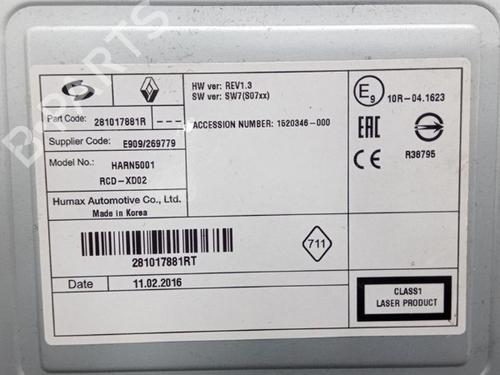 B-PARTS
Part Code: 281017881R ---
Supplier Code: E909/269779
Model No.: HARN5001
RCD-XD02
Humax Automotive Co., Ltd.
Made in Korea
HW ver: REV1.3
SW ver: SW7(S07xx)
ACCESSION NUMBER: 1520346-000
E9 10R-04.1623
EAC
CE R38795
281017881RT
711
Date 11.02.2016
CLASS1
LASER PRODUCT